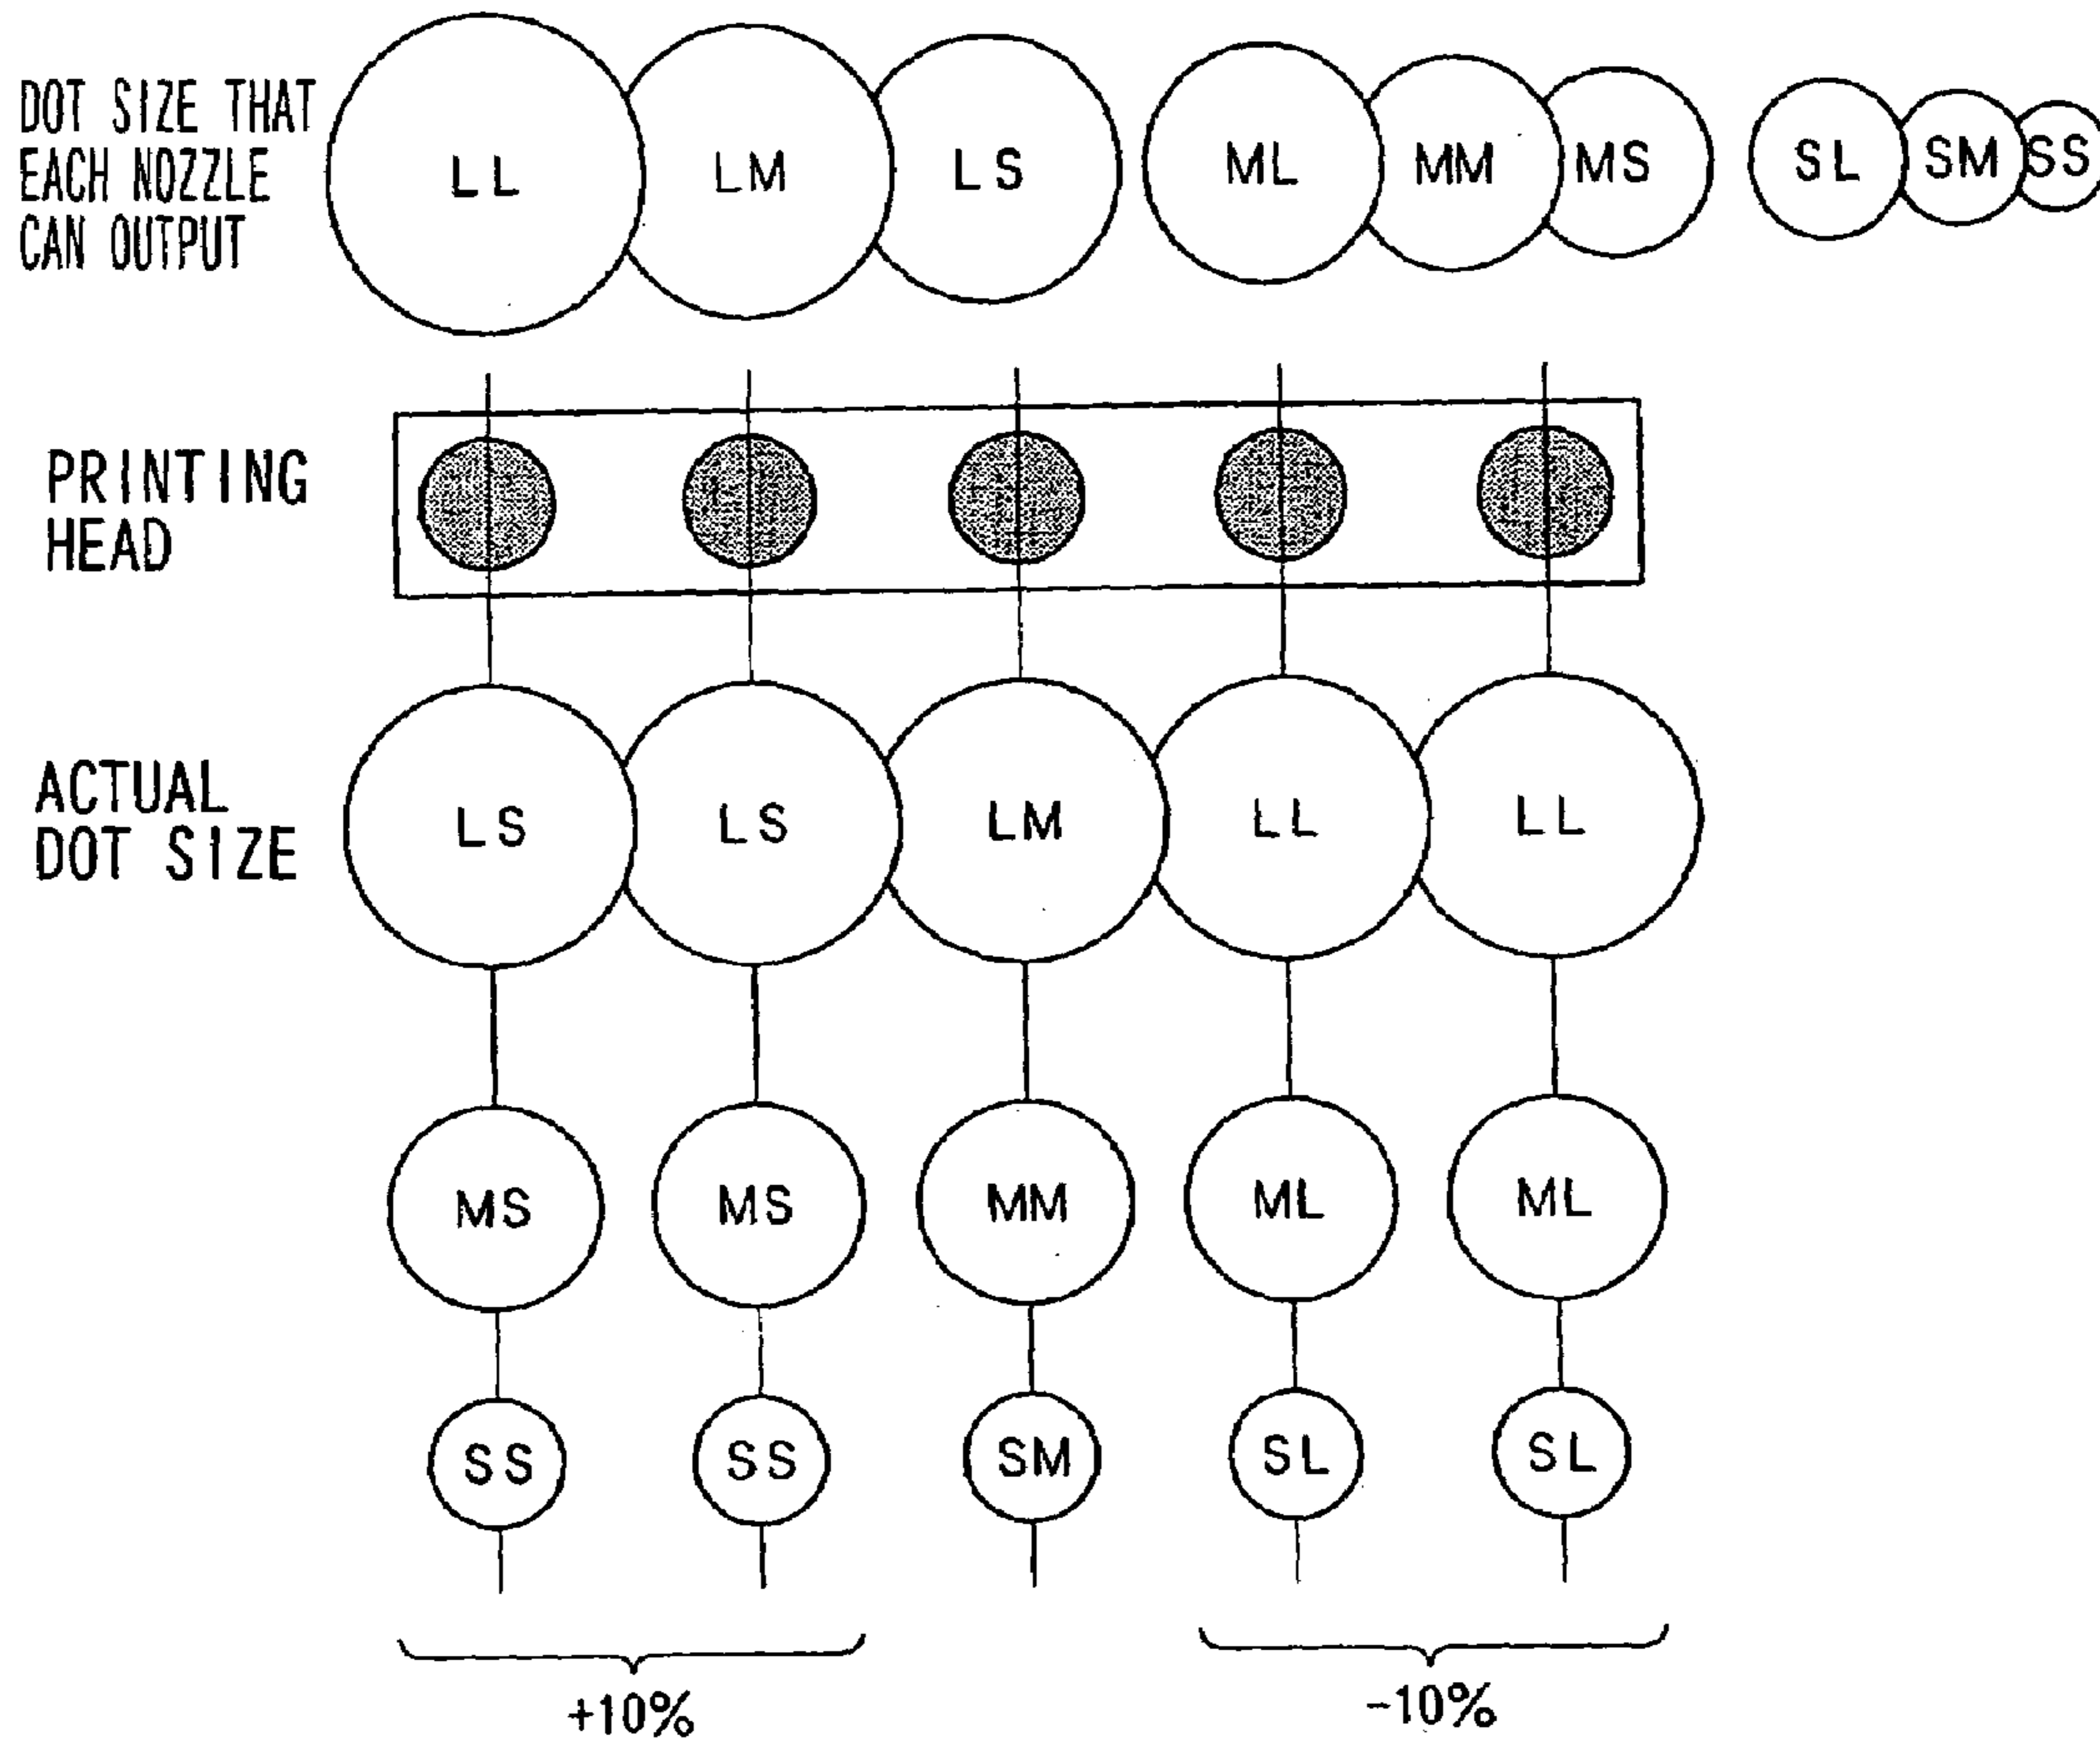 DOT SIZE THAT
EACH NOZZLE
CAN OUTPUT
LL LM LS ML MM MS SL SM SS
PRINTING
HEAD
ACTUAL
DOT SIZE
LS LS LM LL LL
MS MS MM ML ML
SS SS SM SL SL
+10% -10%